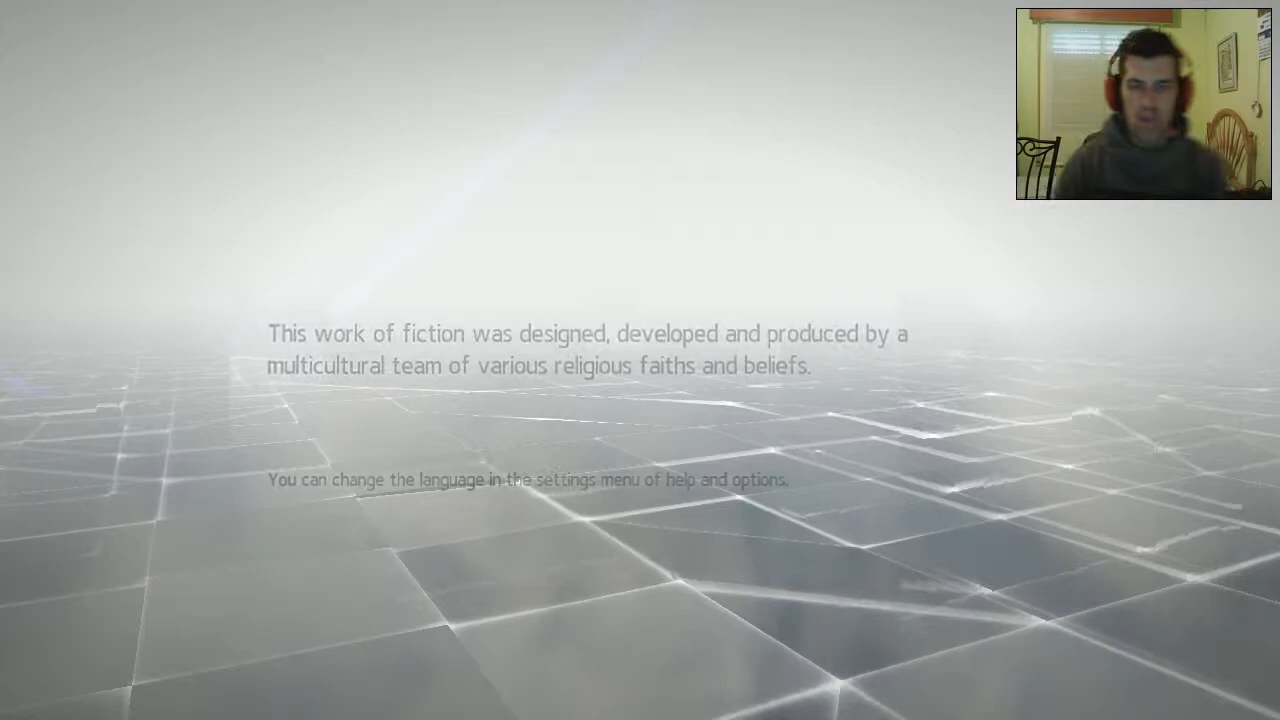 This work of fiction was designed, developed and produced by a
multicultural team of various religious faiths and beliefs.
You can change the language in the settings menu of help and options.